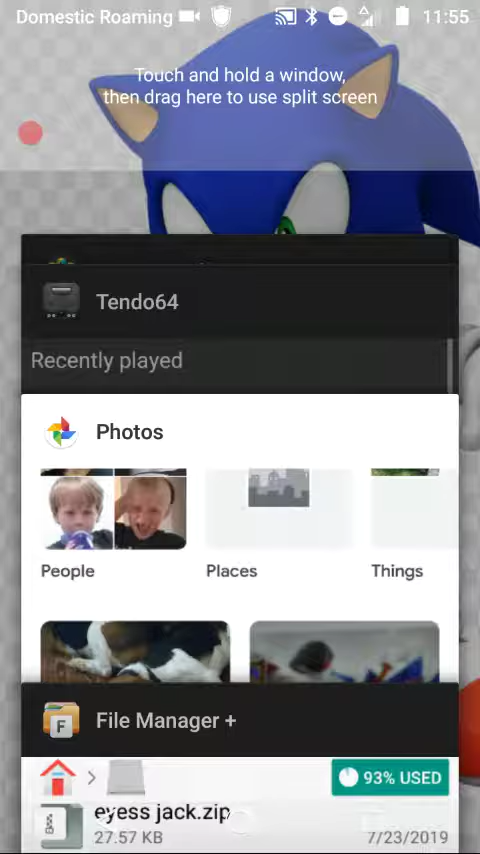 Domestic Roaming 11:55
Touch and hold a window,
then drag here to use split screen
Tendo64
Recently played
Photos
People Places Things
F File Manager +
93% USED
eyess jack.zip
27.57 KB 7/23/2019